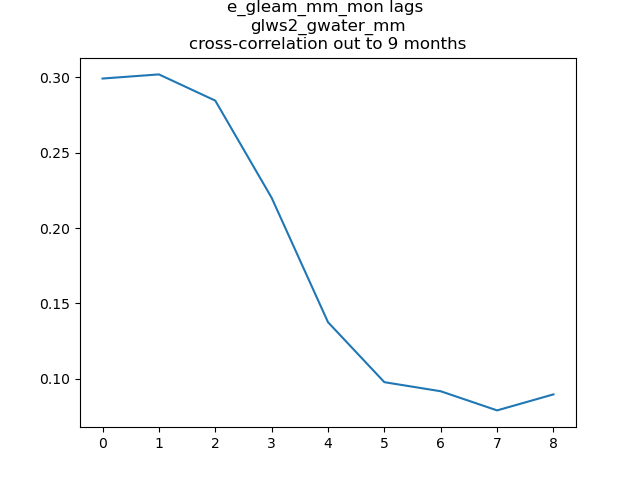 e_gleam_mm_mon lags
glws2_gwater_mm
cross-correlation out to 9 months
0.30
0.25
0.20
0.15
0.10
0 1 2 3 4 5 6 7 8